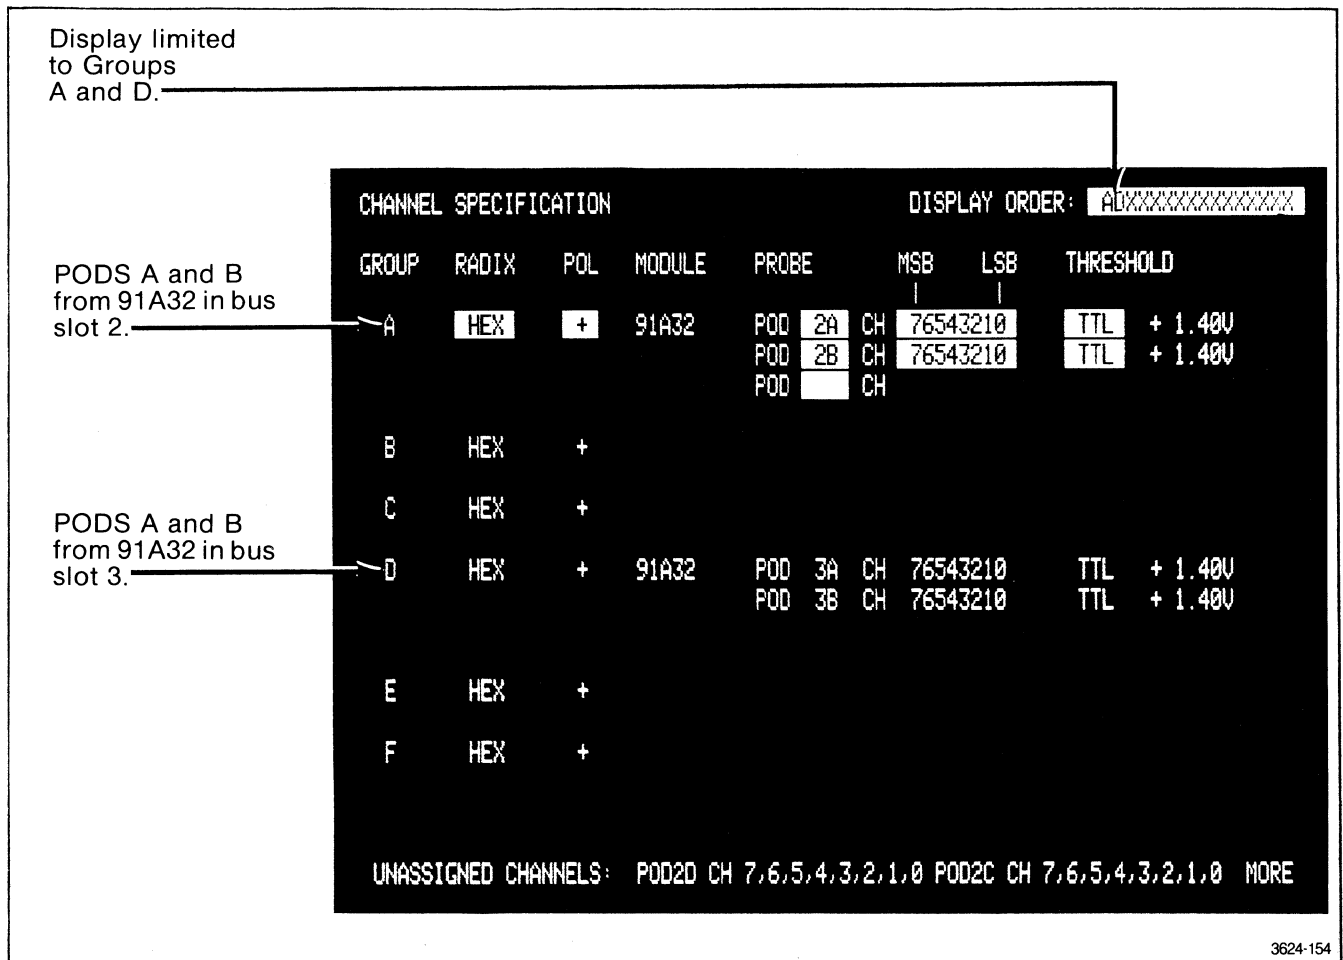 Display limited
to Groups
A and D.
CHANNEL SPECIFICATION DISPLAY ORDER: ADXXXXXXXXXXXXXX
GROUP RADIX POL MODULE PROBE MSB LSB THRESHOLD
PODS A and B
from 91A32 in bus
slot 2.
A HEX + 91A32 POD 2A CH 76543210 TTL + 1.40V
POD 2B CH 76543210 TTL + 1.40V
POD CH
B HEX +
C HEX +
PODS A and B
from 91A32 in bus
slot 3.
D HEX + 91A32 POD 3A CH 76543210 TTL + 1.40V
POD 3B CH 76543210 TTL + 1.40V
E HEX +
F HEX +
UNASSIGNED CHANNELS: POD2D CH 7,6,5,4,3,2,1,0 POD2C CH 7,6,5,4,3,2,1,0 MORE
3624-154